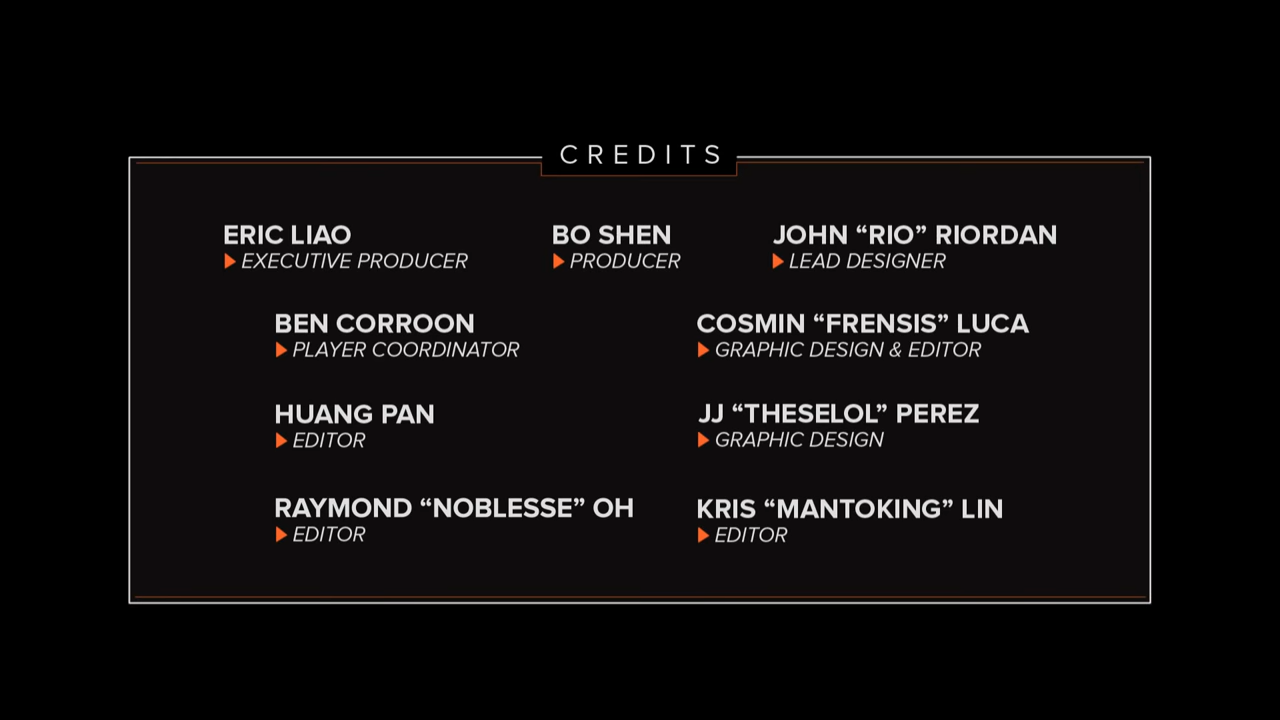 CREDITS
ERIC LIAO
EXECUTIVE PRODUCER
BO SHEN
PRODUCER
JOHN “RIO” RIORDAN
LEAD DESIGNER
BEN CORROON
PLAYER COORDINATOR
COSMIN “FRENSIS” LUCA
GRAPHIC DESIGN & EDITOR
HUANG PAN
EDITOR
JJ “THESELOL” PEREZ
GRAPHIC DESIGN
RAYMOND “NOBLESSE” OH
EDITOR
KRIS “MANTOKING” LIN
EDITOR